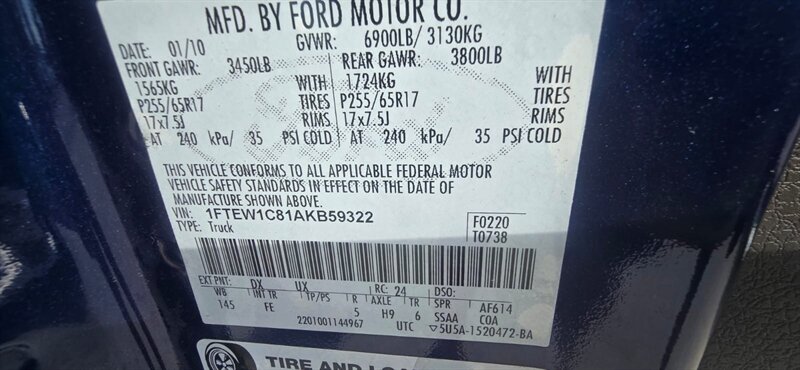 MFD. BY FORD MOTOR CO.
DATE: 01/10 GVWR: 6900LB/ 3130KG
FRONT GAWR: 3450LB REAR GAWR: 3800LB
1565KG WITH 1724KG WITH
P255/65R17 TIRES P255/65R17 TIRES
17x7.5J RIMS 17x7.5J RIMS
AT 240 kPa/ 35 PSI COLD AT 240 kPa/ 35 PSI COLD
THIS VEHICLE CONFORMS TO ALL APPLICABLE FEDERAL MOTOR
VEHICLE SAFETY STANDARDS IN EFFECT ON THE DATE OF
MANUFACTURE SHOWN ABOVE.
VIN: 1FTEW1C81AKB59322 F0220
TYPE: Truck T0738
EXT PNT: DX UX RC: 24 DSO:
WB INT TR TP/PS R AXLE TR SPR AF614
145 FE 5 H9 6 SSAA COA
2201001144967 UTC ▽5U5A-1520472-BA
TIRE AND